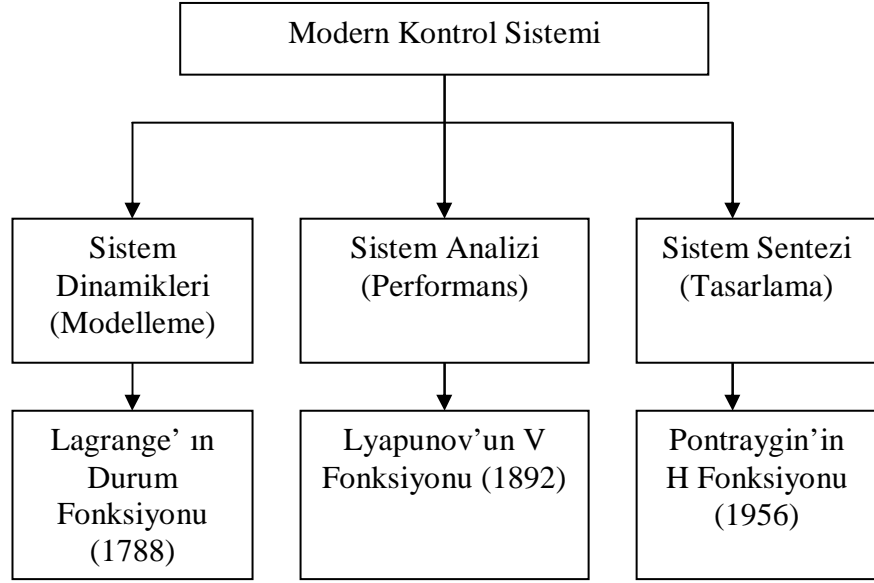 Modern Kontrol Sistemi
Sistem
Dinamikleri
(Modelleme)
Sistem Analizi
(Performans)
Sistem Sentezi
(Tasarlama)
Lagrange’ ın
Durum
Fonksiyonu
(1788)
Lyapunov’un V
Fonksiyonu (1892)
Pontraygin’in
H Fonksiyonu
(1956)